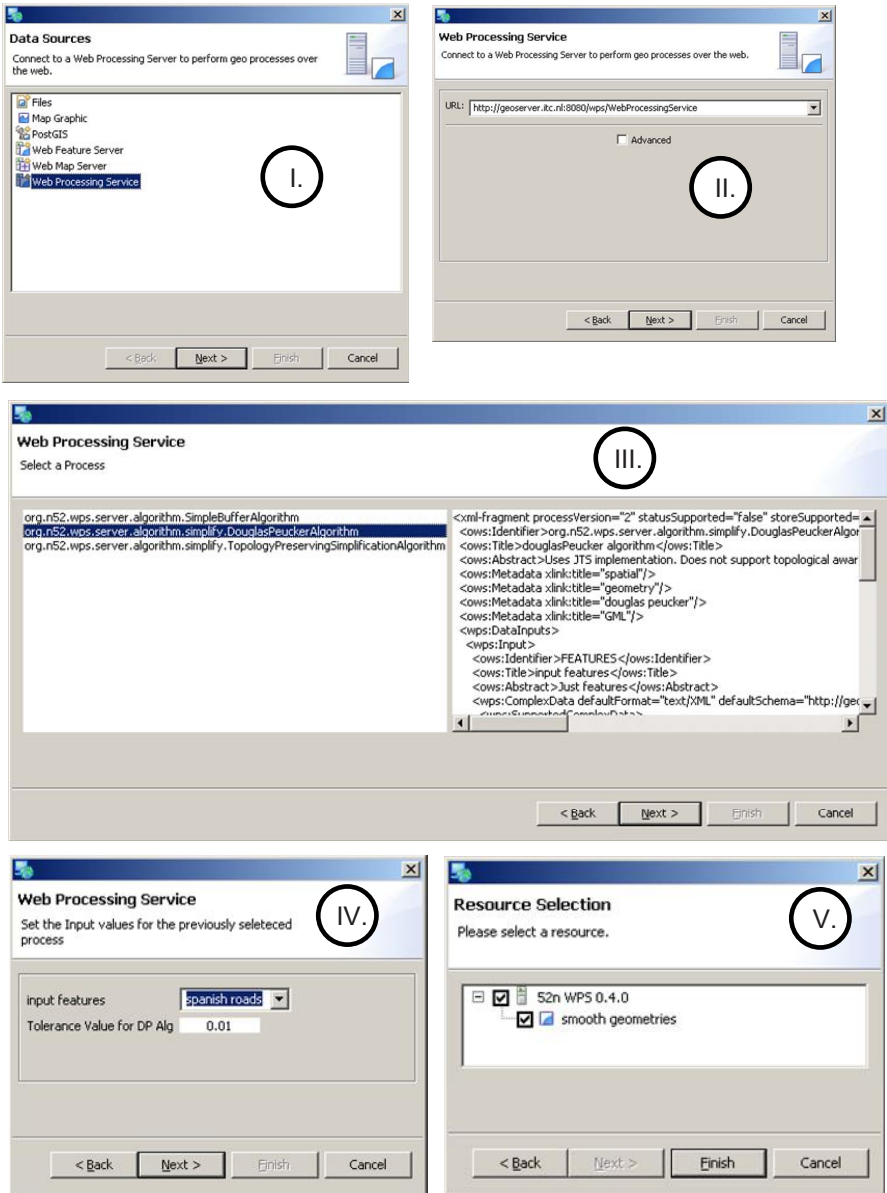 Data Sources
Connect to a Web Processing Server to perform geo processes over
the web.
Files
Map Graphic
PostGIS
Web Feature Server
Web Map Server
Web Processing Service
I.
< Back
Next >
Finish
Cancel
Web Processing Service
Connect to a Web Processing Server to perform geo processes over the web.
URL: http://geoserver.itc.nl:8080/wps/WebProcessingService
Advanced
II.
< Back
Next >
Finish
Cancel
Web Processing Service
Select a Process
III.
org.n52.wps.server.algorithm.SimpleBufferAlgorithm
org.n52.wps.server.algorithm.simplify.DouglasPeuckerAlgorithm
org.n52.wps.server.algorithm.simplify.TopologyPreservingSimplificationAlgorithm
<xml-fragment processVersion="2" statusSupported="false" storeSupported=
<ows:Identifier>org.n52.wps.server.algorithm.simplify.DouglasPeuckerAlgor
<ows:Title>douglasPeucker algorithm</ows:Title>
<ows:Abstract>Uses JTS implementation. Does not support topological awar
<ows:Metadata xlink:title="spatial"/>
<ows:Metadata xlink:title="geometry"/>
<ows:Metadata xlink:title="douglas peucker"/>
<ows:Metadata xlink:title="GML"/>
<wps:DataInputs>
<wps:Input>
<ows:Identifier>FEATURES</ows:Identifier>
<ows:Title>input features</ows:Title>
<ows:Abstract>Just features</ows:Abstract>
<wps:ComplexData defaultFormat="text/XML" defaultSchema="http://geo
<wps:SupportedComplexData>
< Back
Next >
Finish
Cancel
Web Processing Service
Set the Input values for the previously seleteced
process
IV.
input features
spanish roads
Tolerance Value for DP Alg
0.01
< Back
Next >
Finish
Cancel
Resource Selection
Please select a resource.
V.
52n WPS 0.4.0
smooth geometries
< Back
Next >
Finish
Cancel